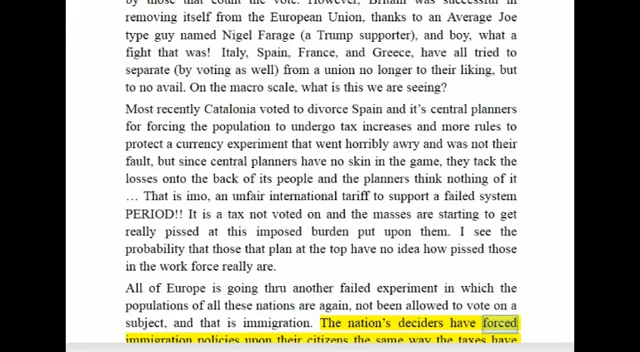 by those that count the vote. However, Britain was successful in
removing itself from the European Union, thanks to an Average Joe
type guy named Nigel Farage (a Trump supporter), and boy, what a
fight that was! Italy, Spain, France, and Greece, have all tried to
separate (by voting as well) from a union no longer to their liking, but
to no avail. On the macro scale, what is this we are seeing?
Most recently Catalonia voted to divorce Spain and it's central planners
for forcing the population to undergo tax increases and more rules to
protect a currency experiment that went horribly awry and was not their
fault, but since central planners have no skin in the game, they tack the
losses onto the back of its people and the planners think nothing of it
… That is imo, an unfair international tariff to support a failed system
PERIOD!! It is a tax not voted on and the masses are starting to get
really pissed at this imposed burden put upon them. I see the
probability that those that plan at the top have no idea how pissed those
in the work force really are.
All of Europe is going thru another failed experiment in which the
populations of all these nations are again, not been allowed to vote on a
subject, and that is immigration. The nation's deciders have forced
immigration policies upon their citizens the same way the taxes have